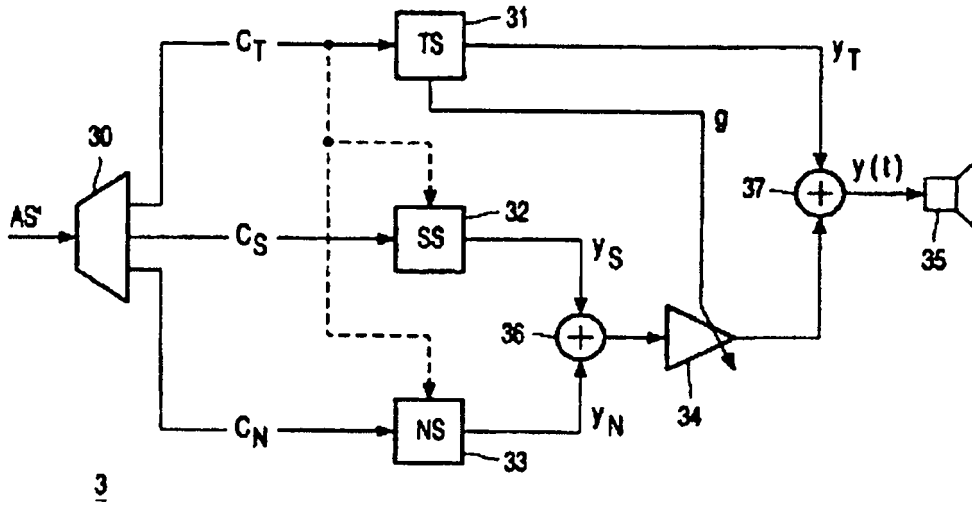 31
C_T
TS
y_T
30
g
y(t)
37
+
AS'
C_S
32
SS
y_S
35
36
+
34
C_N
NS
y_N
33
3